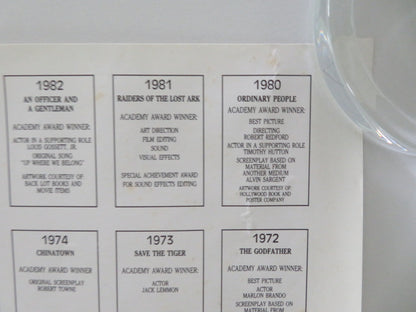 1982
AN OFFICER AND
A GENTLEMAN
ACADEMY AWARD WINNER:
ACTOR IN A SUPPORTING ROLE
LOUIS GOSSETT, JR.
ORIGINAL SONG
"UP WHERE WE BELONG"
ARTWORK COURTESY OF
BACK LOT BOOKS AND
MOVIE ITEMS
1981
RAIDERS OF THE LOST ARK
ACADEMY AWARD WINNER:
ART DIRECTION
FILM EDITING
SOUND
VISUAL EFFECTS
SPECIAL ACHIEVEMENT AWARD
FOR SOUND EFFECTS EDITING
1980
ORDINARY PEOPLE
ACADEMY AWARD WINNER:
BEST PICTURE
DIRECTING
ROBERT REDFORD
ACTOR IN A SUPPORTING ROLE
TIMOTHY HUTTON
SCREENPLAY BASED ON
MATERIAL FROM
ANOTHER MEDIUM
ALVIN SARGENT
ARTWORK COURTESY OF
HOLLYWOOD BOOK AND
POSTER COMPANY
1974
CHINATOWN
ACADEMY AWARD WINNER
ORIGINAL SCREENPLAY
ROBERT TOWNE
1973
SAVE THE TIGER
ACADEMY AWARD WINNER:
ACTOR
JACK LEMMON
1972
THE GODFATHER
ACADEMY AWARD WINNER:
BEST PICTURE
ACTOR
MARLON BRANDO
SCREENPLAY BASED ON
MATERIAL FROM